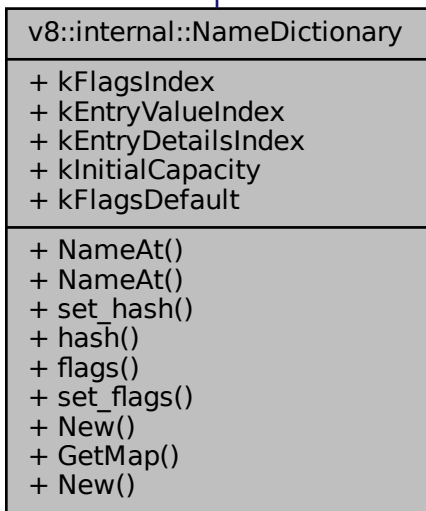 v8::internal::NameDictionary
+ kFlagsIndex
+ kEntryValueIndex
+ kEntryDetailsIndex
+ kInitialCapacity
+ kFlagsDefault
+ NameAt()
+ NameAt()
+ set_hash()
+ hash()
+ flags()
+ set_flags()
+ New()
+ GetMap()
+ New()